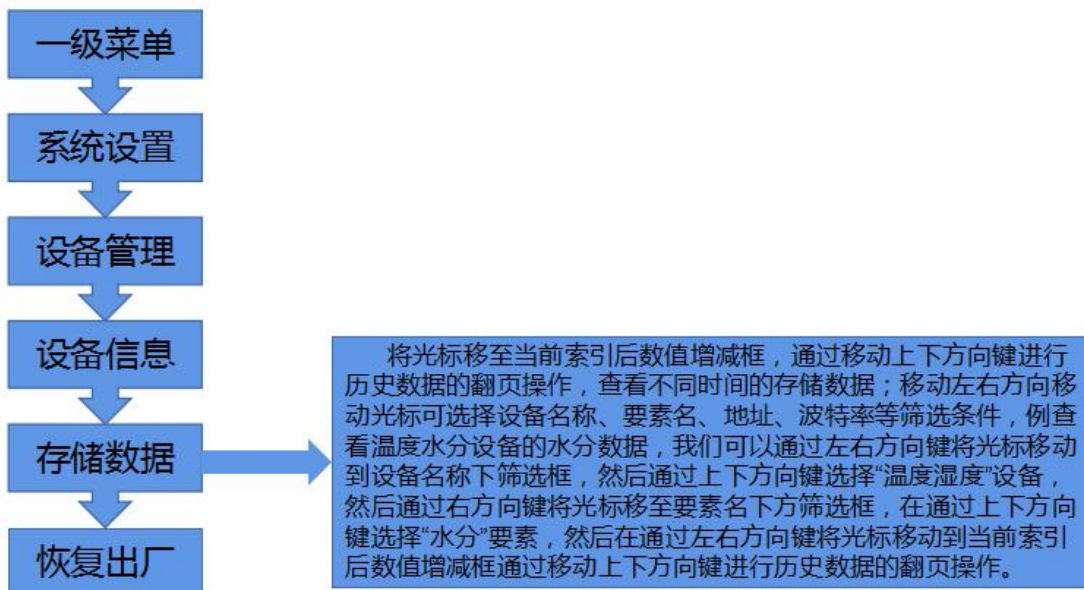 一级菜单
系统设置
设备管理
设备信息
存储数据
恢复出厂
将光标移至当前索引后数值增减框，通过移动上下方向键进行
历史数据的翻页操作，查看不同时间的存储数据；移动左右方向移
动光标可选择设备名称、要素名、地址、波特率等筛选条件，例查
看温度水分设备的水分数据，我们可以通过左右方向键将光标移动
到设备名称下筛选框，然后通过上下方向键选择“温度湿度”设备，
然后通过右方向键将光标移至要素名下方筛选框，在通过上下方向
键选择“水分”要素，然后在通过左右方向键将光标移动到当前索引
后数值增减框通过移动上下方向键进行历史数据的翻页操作。